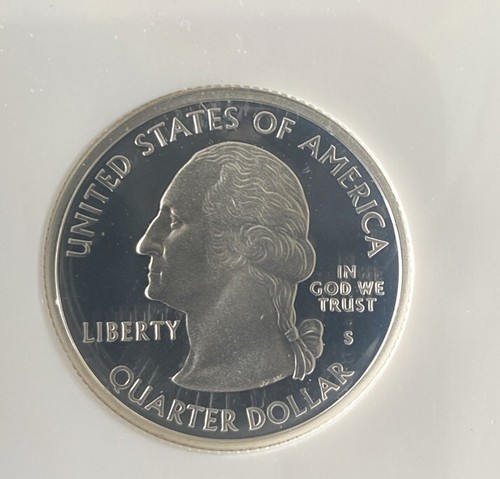 UNITED STATES OF AMERICA
LIBERTY
IN
GOD WE
TRUST
S
QUARTER DOLLAR